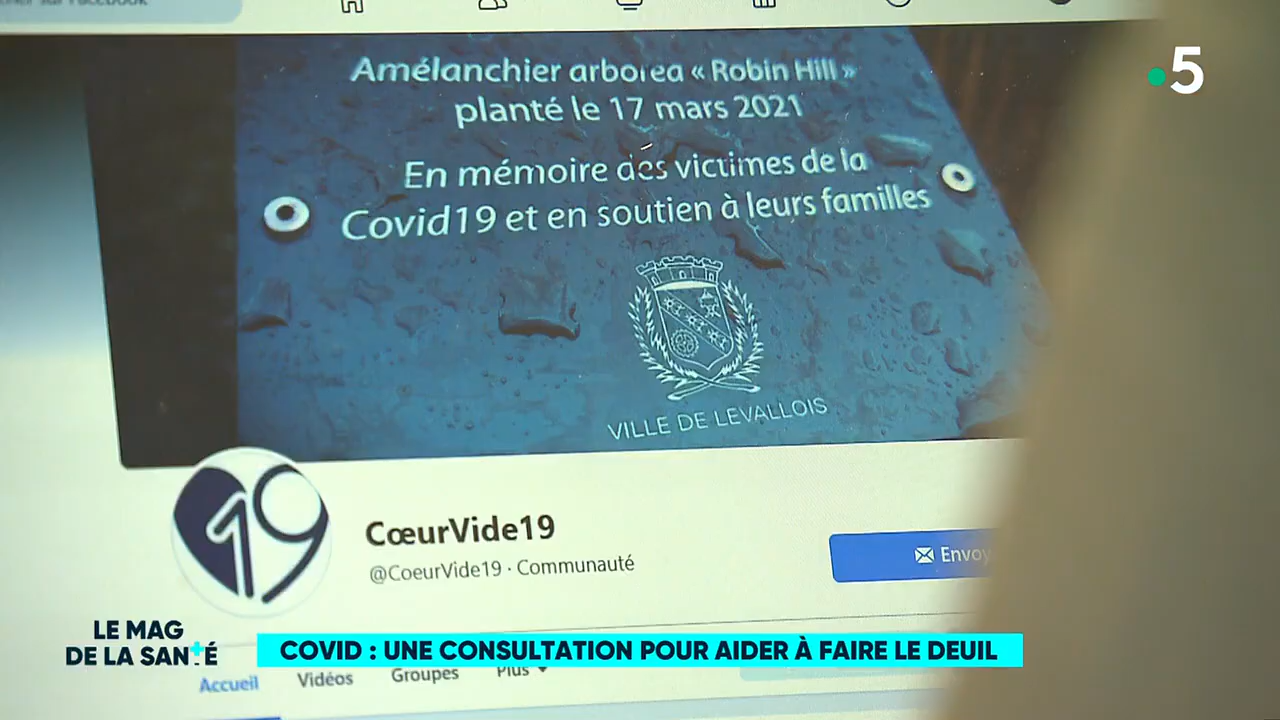 Amélanchier arborea « Robin Hill »
planté le 17 mars 2021
En mémoire des victimes de la
Covid19 et en soutien à leurs familles
VILLE DE LEVALLOIS
5
19
CœurVide19
@CoeurVide19 · Communauté
Envoy
LE MAG
DE LA SANTÉ
COVID : UNE CONSULTATION POUR AIDER À FAIRE LE DEUIL
Accueil Vidéos Groupes Plus